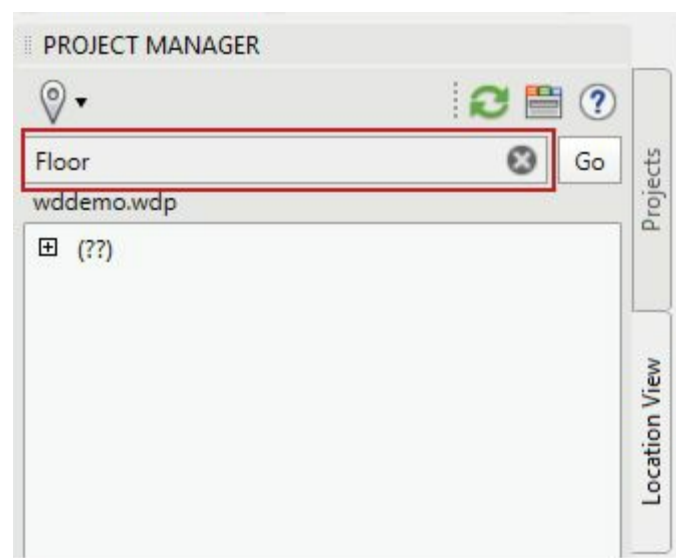 PROJECT MANAGER
?
Floor
Go
wddemo.wdp
(??)
Projects
Location View